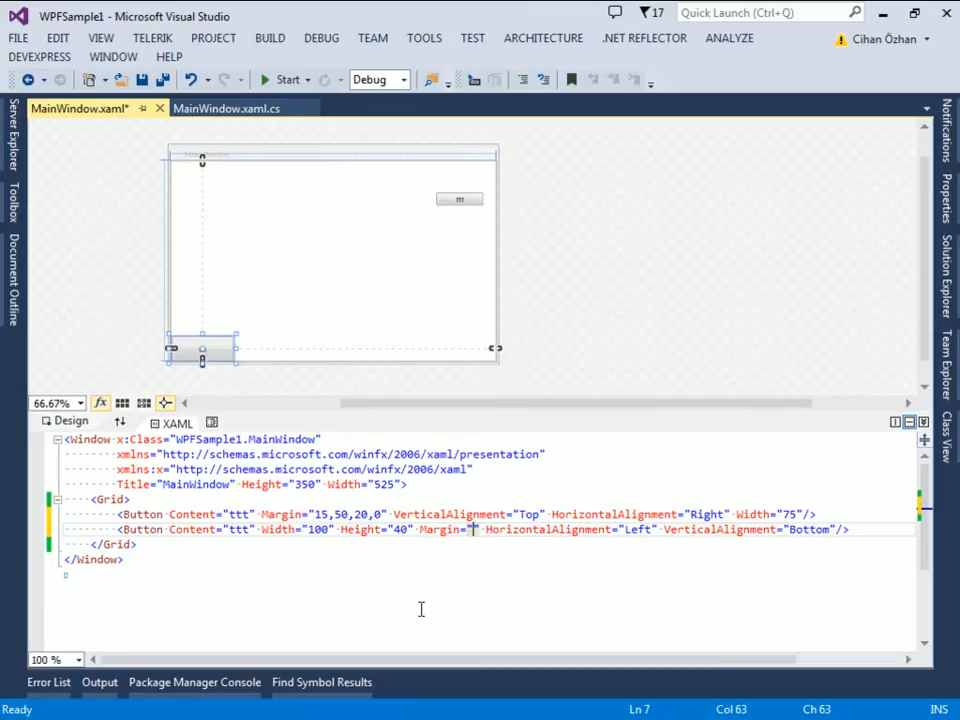 WPFSample1 - Microsoft Visual Studio
17
Quick Launch (Ctrl+Q)
FILE EDIT VIEW TELERIK PROJECT BUILD DEBUG TEAM TOOLS TEST ARCHITECTURE .NET REFLECTOR ANALYZE
Cihan Özhan
DEVEXPRESS WINDOW HELP
Start
Debug
MainWindow.xaml*
MainWindow.xaml.cs
Server Explorer
Toolbox
Document Outline
Notifications
Properties
Solution Explorer
Team Explorer
Class View
MainWindow
ttt
66.67%
fx
Design
XAML
<Window x:Class="WPFSample1.MainWindow"
xmlns="http://schemas.microsoft.com/winfx/2006/xaml/presentation"
xmlns:x="http://schemas.microsoft.com/winfx/2006/xaml"
Title="MainWindow" Height="350" Width="525">
<Grid>
<Button Content="ttt" Margin="15,50,20,0" VerticalAlignment="Top" HorizontalAlignment="Right" Width="75"/>
<Button Content="ttt" Width="100" Height="40" Margin="" HorizontalAlignment="Left" VerticalAlignment="Bottom"/>
</Grid>
</Window>
100 %
Error List Output Package Manager Console Find Symbol Results
Ready
Ln 7 Col 63 Ch 63 INS